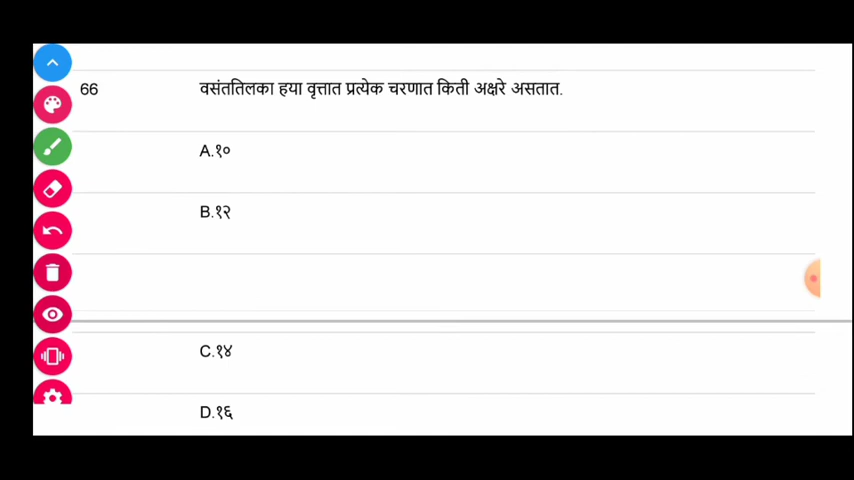 66 वसंततिलका हया वृत्तात प्रत्येक चरणात किती अक्षरे असतात.
A.१०
B.१२
C.१४
D.१६